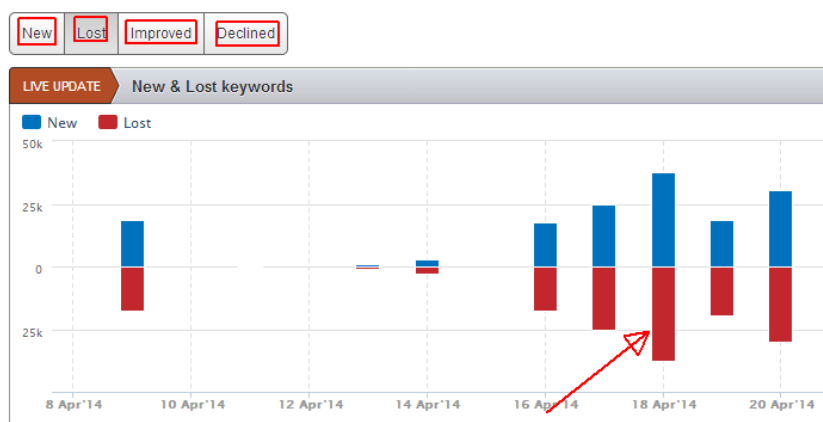 New Lost Improved Declined
LIVE UPDATE New & Lost keywords
New Lost
50k
25k
0
25k
8 Apr'14 10 Apr'14 12 Apr'14 14 Apr'14 16 Apr'14 18 Apr'14 20 Apr'14